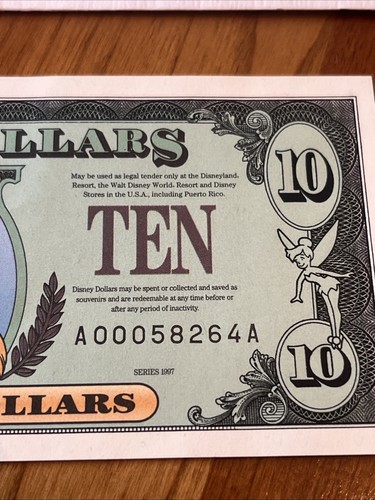 LLARS
10
May be used as legal tender only at the Disneyland.
Resort, the Walt Disney World. Resort and Disney
Stores in the U.S.A., including Puerto Rico.
TEN
Disney Dollars may be spent or collected and saved as
souvenirs and are redeemable at any time before or
after any period of inactivity.
A00058264A
10
SERIES 1997
LLARS